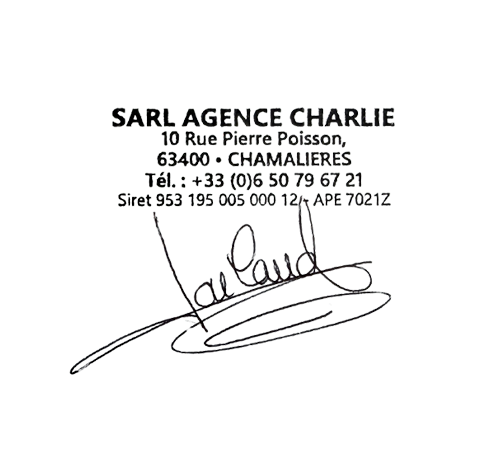 SARL AGENCE CHARLIE
10 Rue Pierre Poisson,
63400 • CHAMALIERES
Tél. : +33 (0)6 50 79 67 21
Siret 953 195 005 000 12 - APE 7021Z